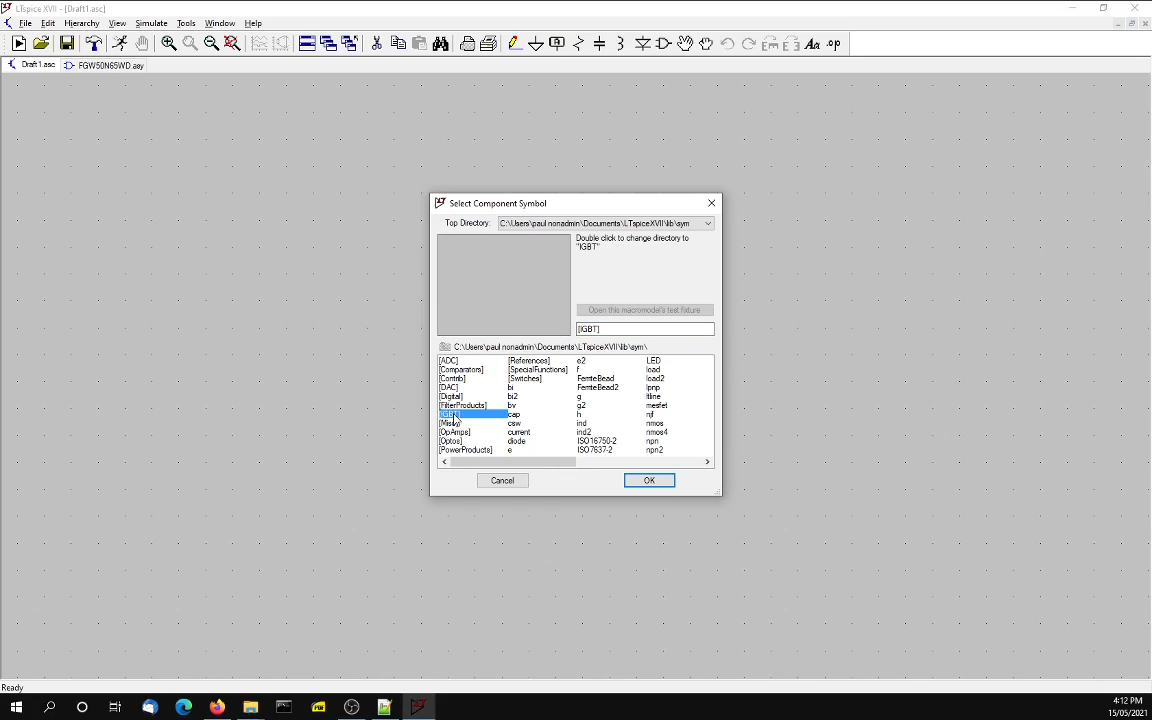 LTspice XVII - [Draft1.asc]
File Edit Hierarchy View Simulate Tools Window Help
Draft1.asc FGW50N65WD.asy
Select Component Symbol
Top Directory: C:\Users\paul nonadmin\Documents\LTspiceXVII\lib\sym
Double click to change directory to
"IGBT"
Open this macromodel's test fixture
[IGBT]
C:\Users\paul nonadmin\Documents\LTspiceXVII\lib\sym\
[ADC] [References] e2 LED
[Comparators] [SpecialFunctions] f load
[Contrib] [Switches] FerriteBead load2
[DAC] bi FerriteBead2 lpnp
[Digital] bi2 g ltline
[FilterProducts] bv g2 mesfet
[IGBT] cap h njf
[Misc] csw ind nmos
[OpAmps] current ind2 nmos4
[Optos] diode ISO16750-2 npn
[PowerProducts] e ISO7637-2 npn2
Cancel OK
Ready
4:12 PM
15/05/2021